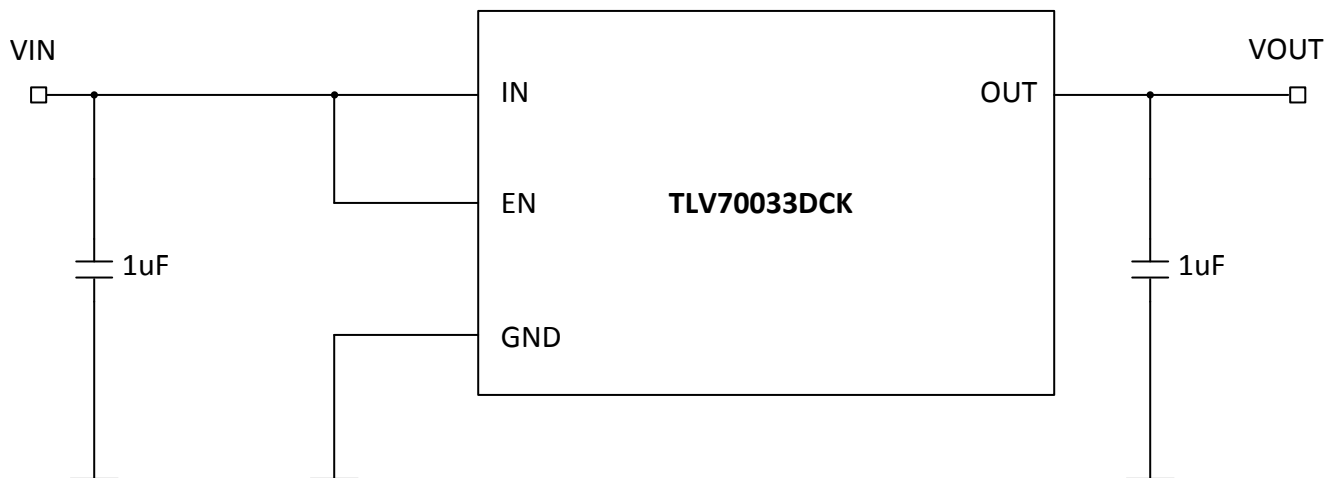 VIN
VOUT
IN
OUT
EN
TLV70033DCK
1uF
1uF
GND